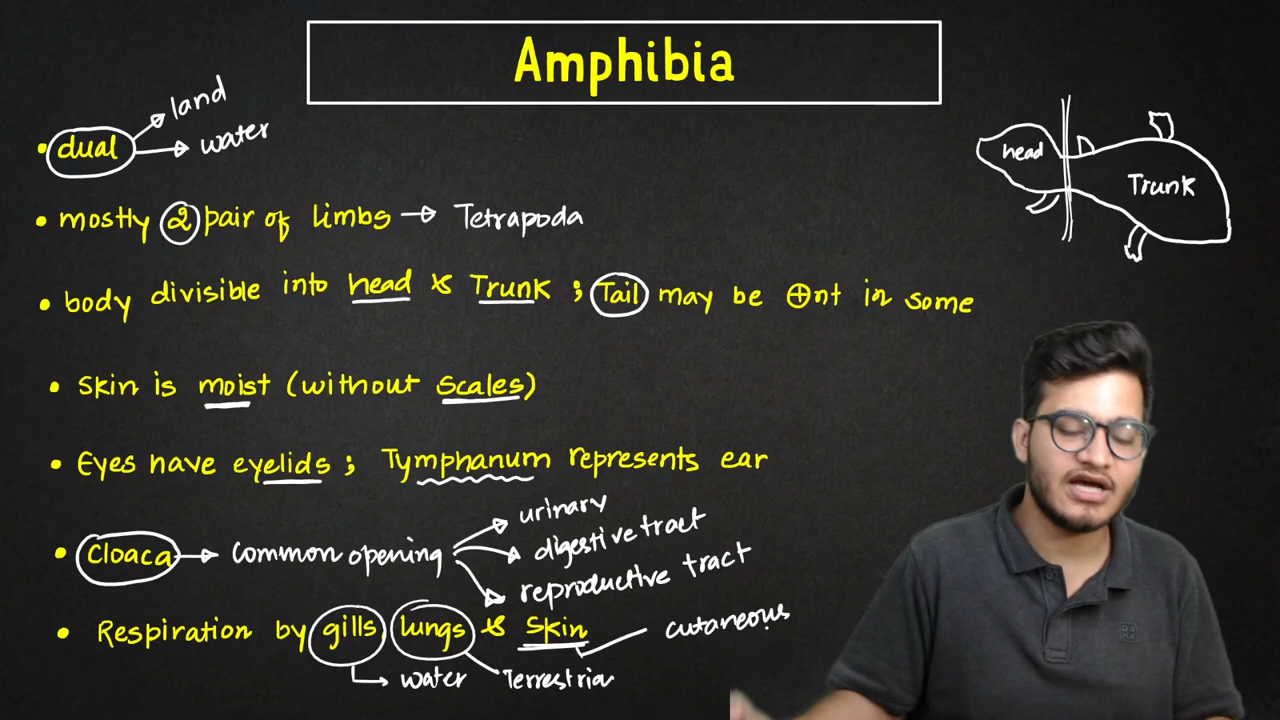 Amphibia
• dual → land
→ water
head
Trunk
• mostly 2 pair of limbs → Tetrapoda
• body divisible into head & Trunk ; Tail may be ⊕nt in some
• Skin is moist (without scales)
• Eyes have eyelids ; Tymphanum represents ear
• Cloaca → Common opening → urinary
→ digestive tract
→ reproductive tract
• Respiration by gills, lungs & Skin cutaneous
→ water Terrestria